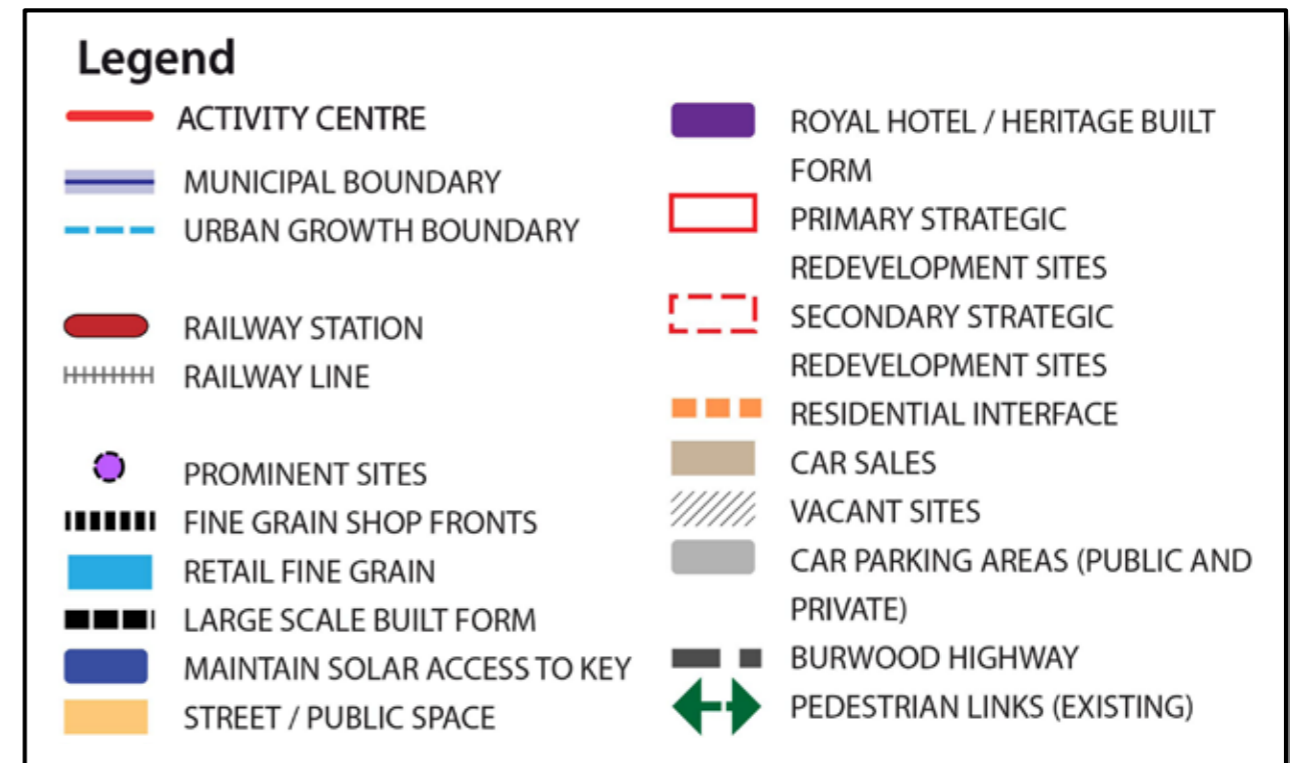 Legend
ACTIVITY CENTRE
MUNICIPAL BOUNDARY
URBAN GROWTH BOUNDARY
RAILWAY STATION
RAILWAY LINE
PROMINENT SITES
FINE GRAIN SHOP FRONTS
RETAIL FINE GRAIN
LARGE SCALE BUILT FORM
MAINTAIN SOLAR ACCESS TO KEY
STREET / PUBLIC SPACE
ROYAL HOTEL / HERITAGE BUILT
FORM
PRIMARY STRATEGIC
REDEVELOPMENT SITES
SECONDARY STRATEGIC
REDEVELOPMENT SITES
RESIDENTIAL INTERFACE
CAR SALES
VACANT SITES
CAR PARKING AREAS (PUBLIC AND
PRIVATE)
BURWOOD HIGHWAY
PEDESTRIAN LINKS (EXISTING)